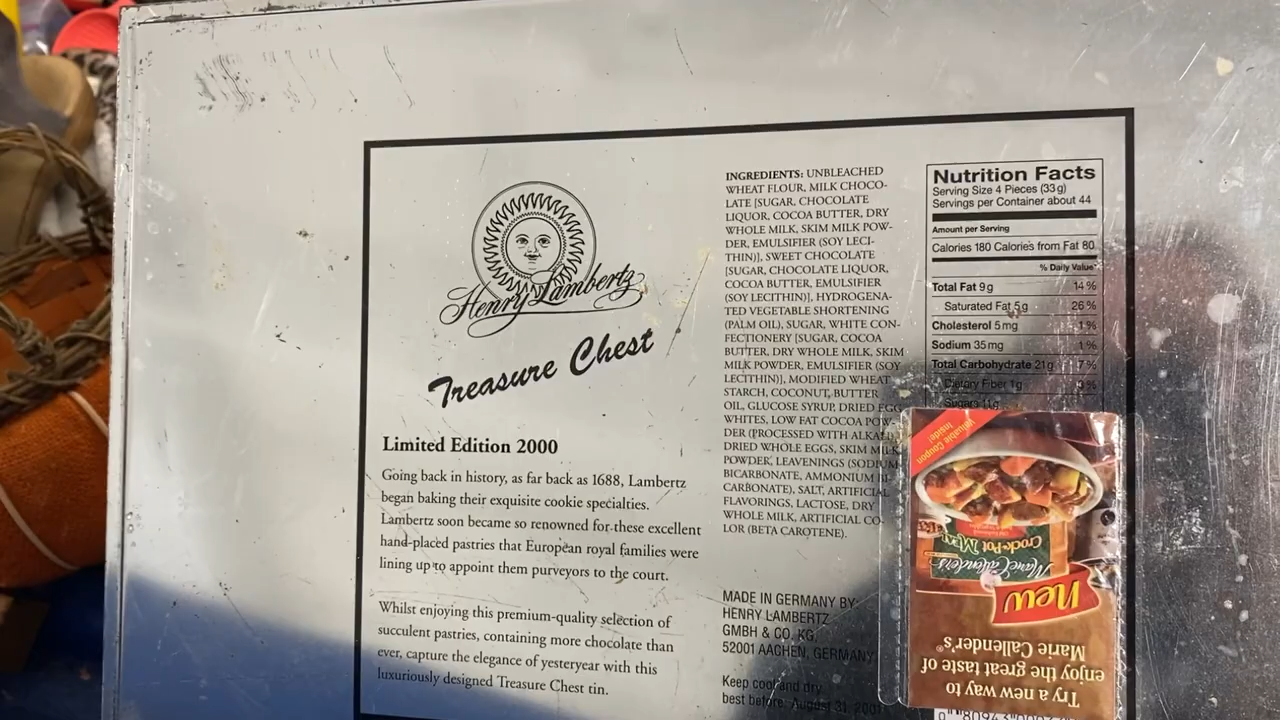 Henry Lambertz
Treasure Chest
Limited Edition 2000
Going back in history, as far back as 1688, Lambertz
began baking their exquisite cookie specialties.
Lambertz soon became so renowned for these excellent
hand-placed pastries that European royal families were
lining up to appoint them purveyors to the court.
Whilst enjoying this premium-quality selection of
succulent pastries, containing more chocolate than
ever, capture the elegance of yesteryear with this
luxuriously designed Treasure Chest tin.
INGREDIENTS: UNBLEACHED
WHEAT FLOUR, MILK CHOCO-
LATE [SUGAR, CHOCOLATE
LIQUOR, COCOA BUTTER, DRY
WHOLE MILK, SKIM MILK POW-
DER, EMULSIFIER (SOY LECI-
THIN)], SWEET CHOCOLATE
[SUGAR, CHOCOLATE LIQUOR,
COCOA BUTTER, EMULSIFIER
(SOY LECITHIN)], HYDROGENA-
TED VEGETABLE SHORTENING
(PALM OIL), SUGAR, WHITE CON-
FECTIONERY [SUGAR, COCOA
BUTTER, DRY WHOLE MILK, SKIM
MILK POWDER, EMULSIFIER (SOY
LECITHIN)], MODIFIED WHEAT
STARCH, COCONUT, BUTTER
OIL, GLUCOSE SYRUP, DRIED EGG
WHITES, LOW FAT COCOA POW-
DER (PROCESSED WITH ALKALI),
DRIED WHOLE EGGS, SKIM MILK
POWDER, LEAVENINGS (SODIUM
BICARBONATE, AMMONIUM BI-
CARBONATE), SALT, ARTIFICIAL
FLAVORINGS, LACTOSE, DRY
WHOLE MILK, ARTIFICIAL CO-
LOR (BETA CAROTENE).
MADE IN GERMANY BY
HENRY LAMBERTZ
GMBH & CO. KG
52001 AACHEN, GERMANY
Keep cool and dry
best before: August 31, 2001
Nutrition Facts
Serving Size 4 Pieces (33g)
Servings per Container about 44
Amount per Serving
Calories 180 Calories from Fat 80
% Daily Value*
Total Fat 9g 14%
Saturated Fat 5g 26%
Cholesterol 5mg 1%
Sodium 35mg 1%
Total Carbohydrate 21g 7%
Dietary Fiber 1g 3%
Sugars 11g
Try a new way to
enjoy the great taste of
Marie Callender's®
New
Marie Callender's
Crock-Pot
Valuable Coupon
Inside!